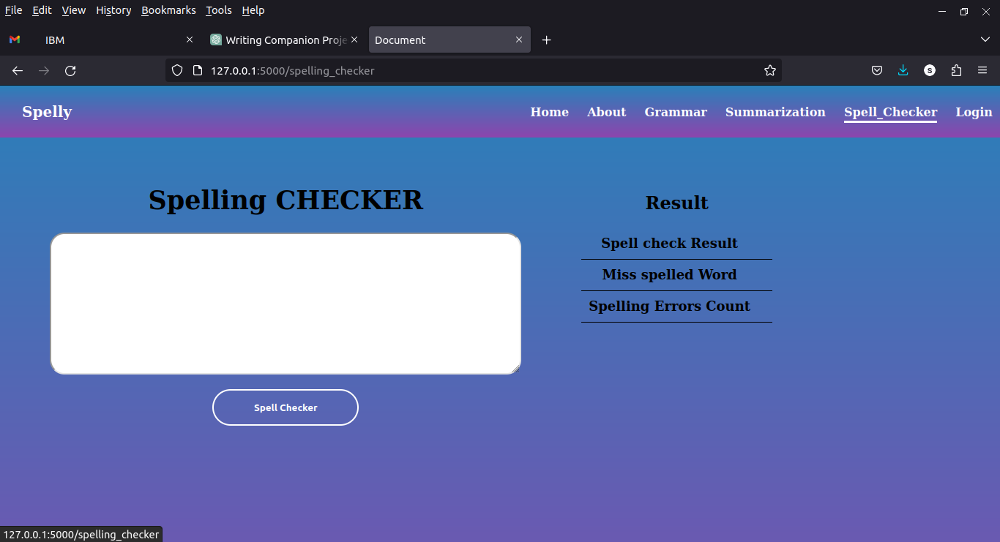 File Edit View History Bookmarks Tools Help
IBM Writing Companion Proje Document
127.0.0.1:5000/spelling_checker
S
Spelly Home About Grammar Summarization Spell_Checker Login
Spelling CHECKER
Result
Spell check Result
Miss spelled Word
Spelling Errors Count
Spell Checker
127.0.0.1:5000/spelling_checker